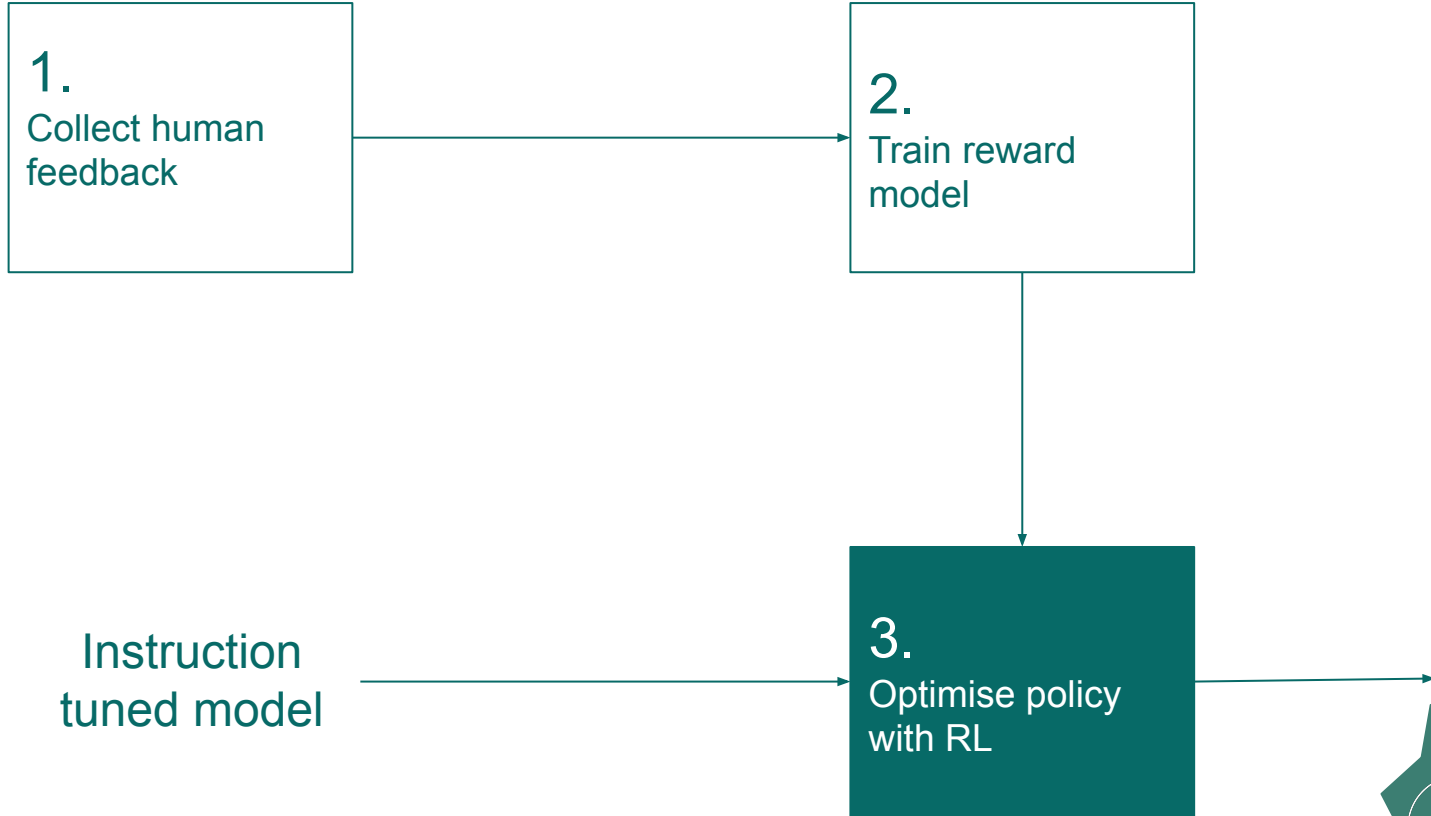 1.
Collect human
feedback
2.
Train reward
model
Instruction
tuned model
3.
Optimise policy
with RL